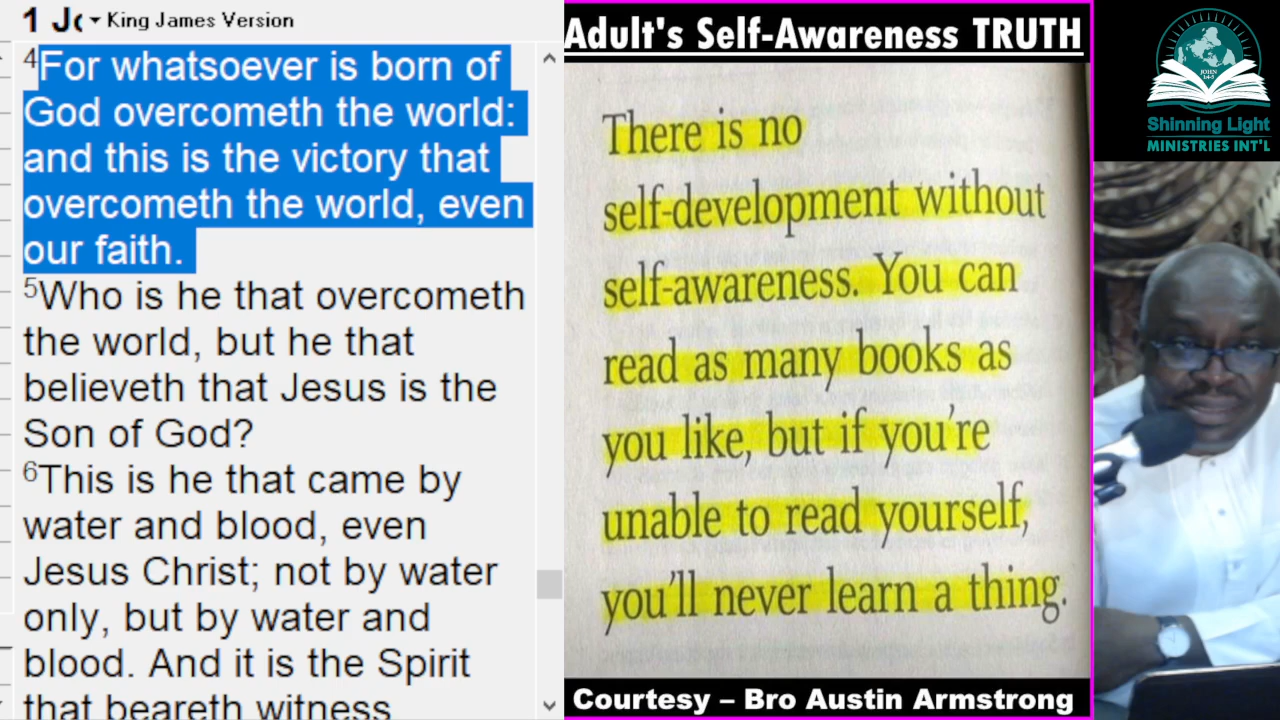 1 Jo
King James Version
4For whatsoever is born of
God overcometh the world:
and this is the victory that
overcometh the world, even
our faith.
5Who is he that overcometh
the world, but he that
believeth that Jesus is the
Son of God?
6This is he that came by
water and blood, even
Jesus Christ; not by water
only, but by water and
blood. And it is the Spirit
that beareth witness
Adult's Self-Awareness TRUTH
There is no
self-development without
self-awareness. You can
read as many books as
you like, but if you're
unable to read yourself,
you'll never learn a thing.
Courtesy – Bro Austin Armstrong
JOHN
1:4-5
Shinning Light
MINISTRIES INT'L